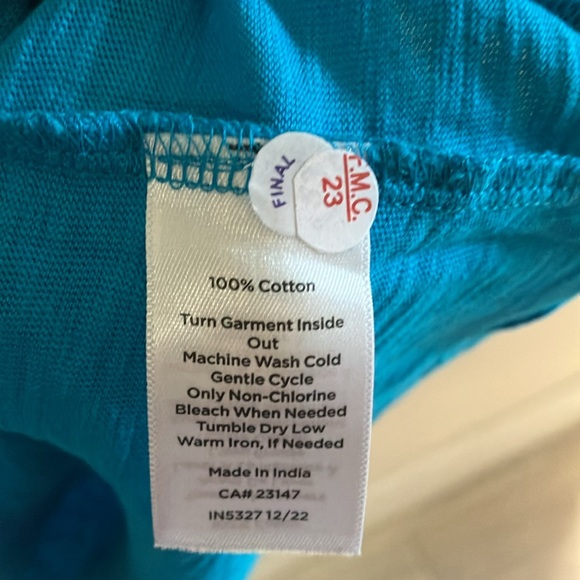 FINAL
T.M.C.
23
100% Cotton
Turn Garment Inside
Out
Machine Wash Cold
Gentle Cycle
Only Non-Chlorine
Bleach When Needed
Tumble Dry Low
Warm Iron, If Needed
Made In India
CA# 23147
IN5327 12/22